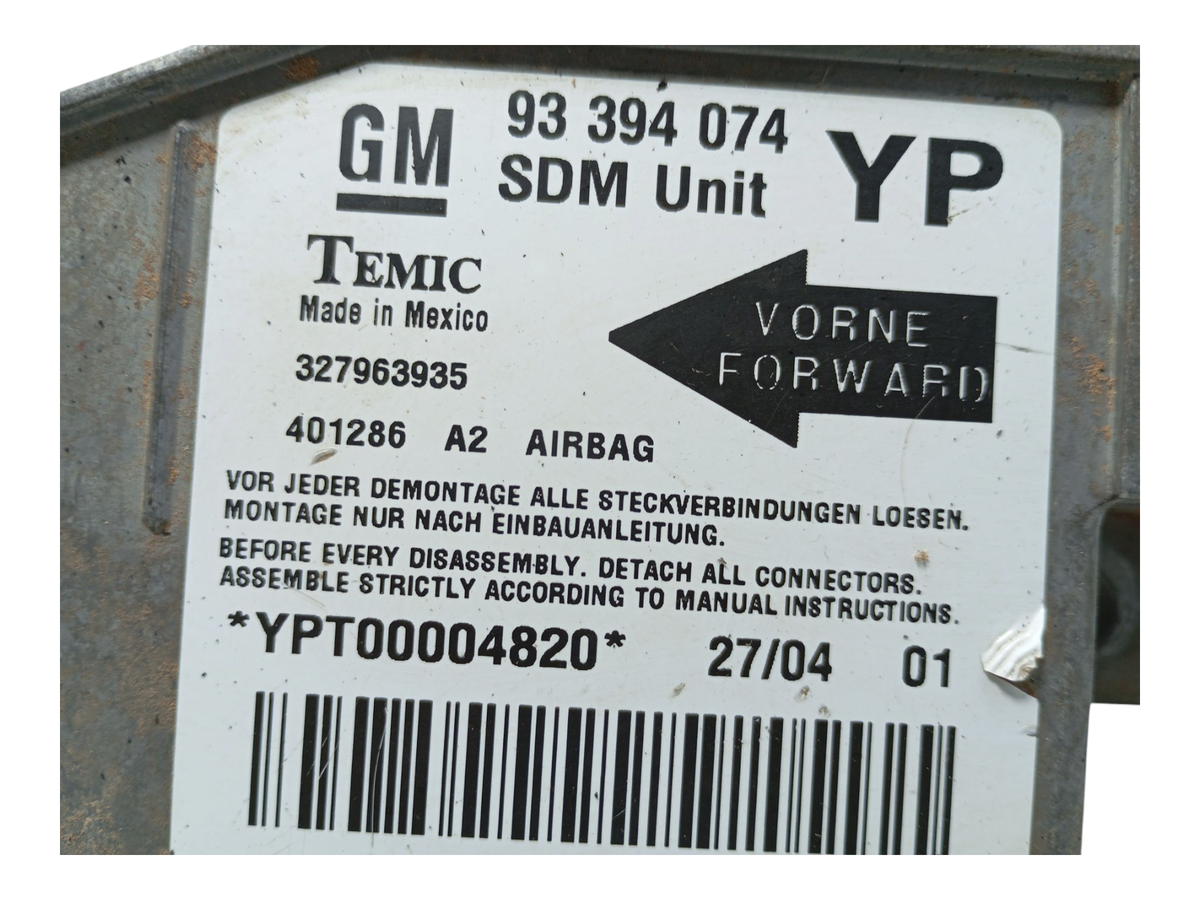 GM 93 394 074 YP
SDM Unit
TEMIC
Made in Mexico
VORNE
FORWARD
327963935
401286 A2 AIRBAG
VOR JEDER DEMONTAGE ALLE STECKVERBINDUNGEN LOESEN.
MONTAGE NUR NACH EINBAUANLEITUNG.
BEFORE EVERY DISASSEMBLY. DETACH ALL CONNECTORS.
ASSEMBLE STRICTLY ACCORDING TO MANUAL INSTRUCTIONS.
*YPT00004820* 27/04 01